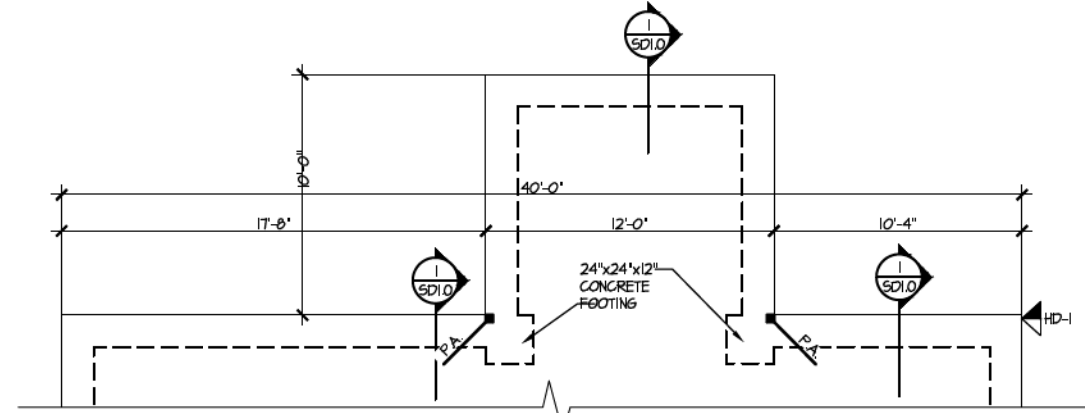 1
SD1.0
10'-0"
40'-0"
17'-8"
12'-0"
10'-4"
1
SD1.0
24"x24"x12"
CONCRETE
FOOTING
1
SD1.0
HD-1
P.A.
P.A.